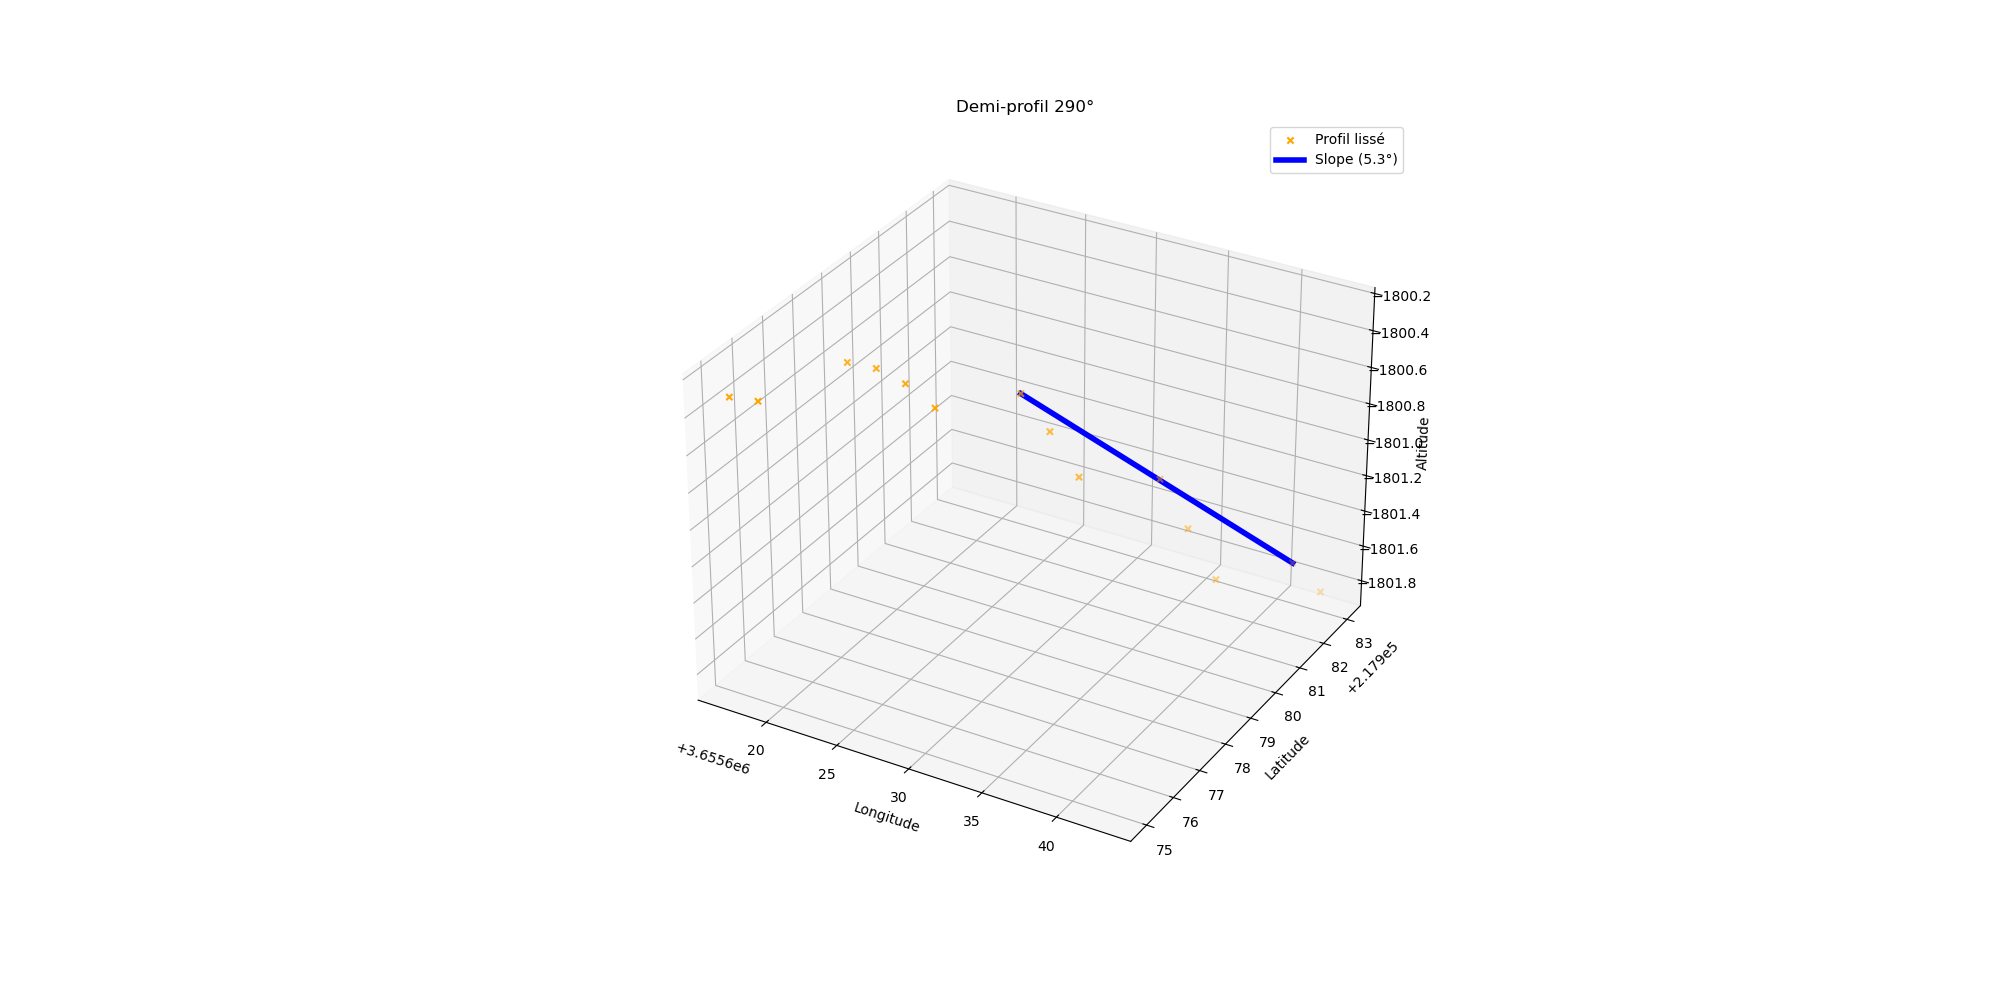 Demi-profil 290°
Profil lissé
Slope (5.3°)
−1800.2
−1800.4
−1800.6
−1800.8
−1801.0
−1801.2
−1801.4
−1801.6
−1801.8
Altitude
83
82
81
80
79
78
77
76
75
+2.179e5
Latitude
20
25
30
35
40
+3.6556e6
Longitude